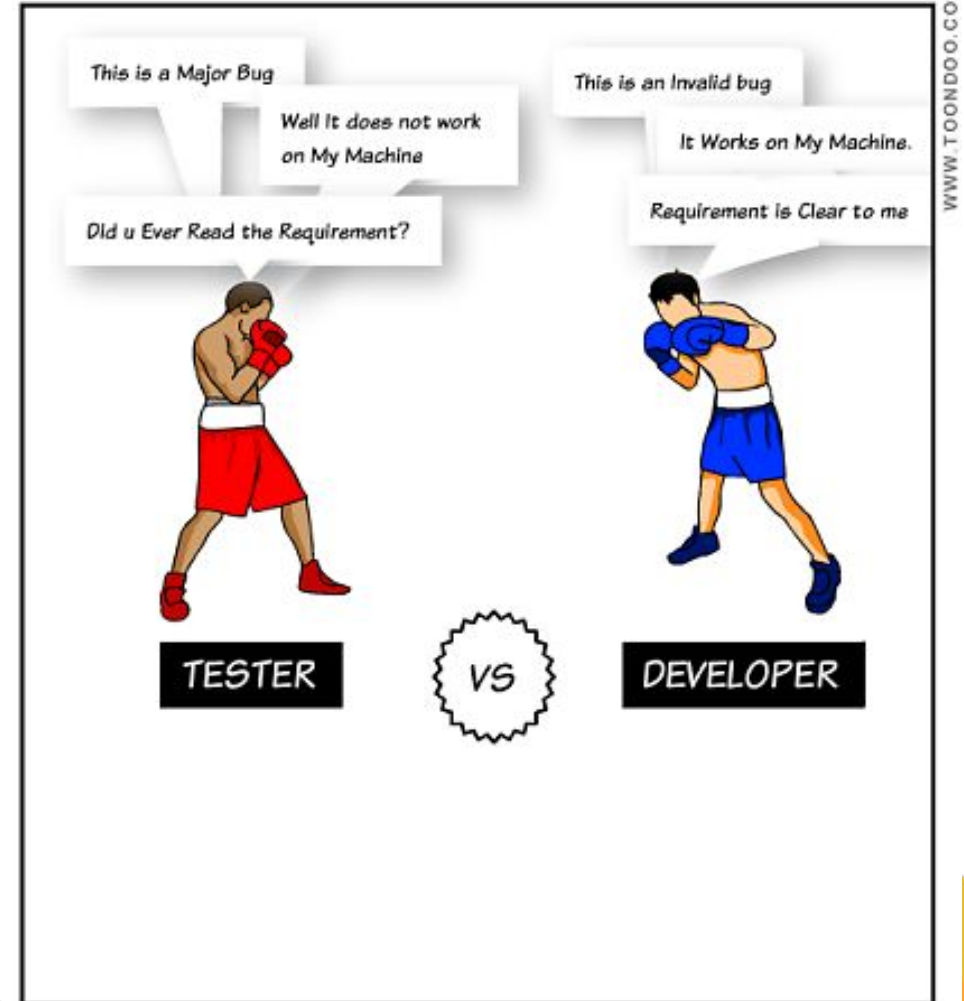 This is a Major Bug
Well It does not work
on My Machine
DId u Ever Read the Requirement?
This is an Invalid bug
It Works on My Machine.
Requirement is Clear to me
TESTER
VS
DEVELOPER
WWW.TOONDOO.CO